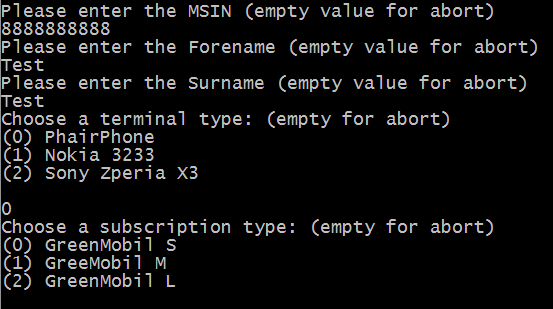 Please enter the MSIN (empty value for abort)
8888888888
Please enter the Forename (empty value for abort)
Test
Please enter the Surname (empty value for abort)
Test
Choose a terminal type: (empty for abort)
(0) PhairPhone
(1) Nokia 3233
(2) Sony Zperia X3
0
Choose a subscription type: (empty for abort)
(0) GreenMobil S
(1) GreeMobil M
(2) GreenMobil L